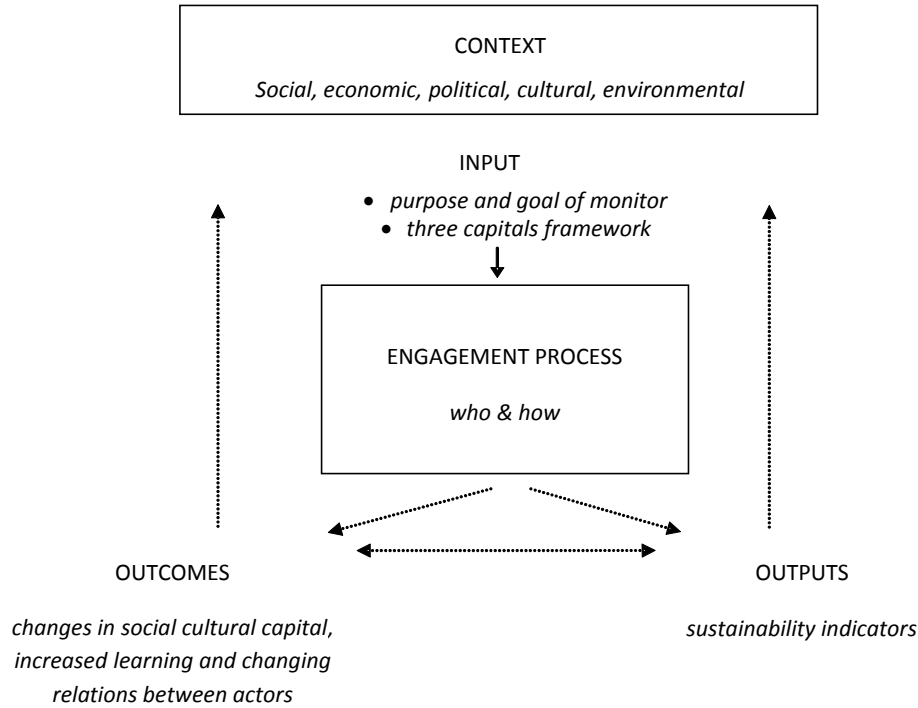 CONTEXT
Social, economic, political, cultural, environmental
INPUT
• purpose and goal of monitor
• three capitals framework
ENGAGEMENT PROCESS
who & how
OUTCOMES
changes in social cultural capital,
increased learning and changing
relations between actors
OUTPUTS
sustainability indicators